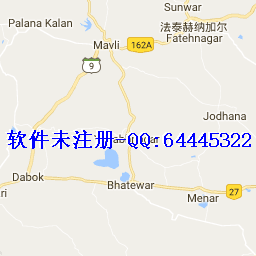 Sunwar
Palana Kalan
法泰赫纳加尔
Fatehnagar
Mavli
162A
9
Jodhana
软件未注册 QQ:64445322
Dabok
Bhatewar
27
Menar